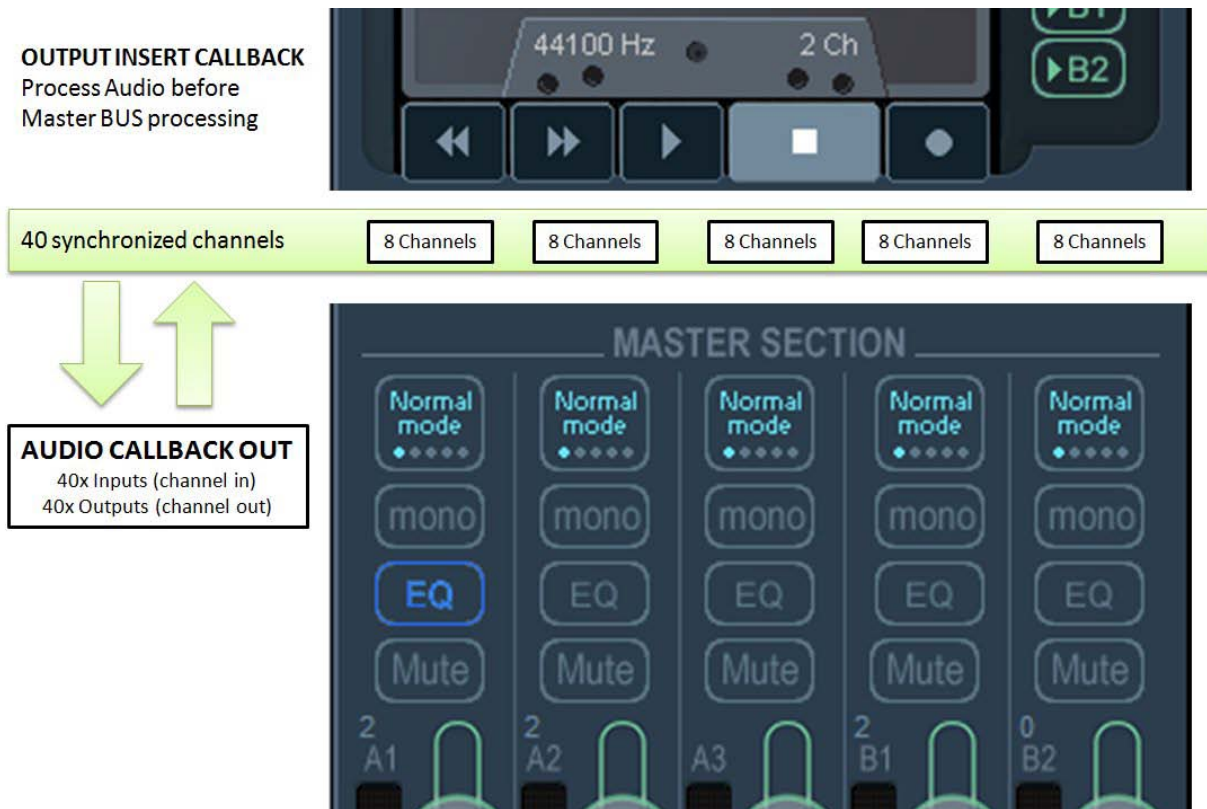 OUTPUT INSERT CALLBACK
Process Audio before
Master BUS processing
44100 Hz 2 Ch
B1
B2
40 synchronized channels
8 Channels 8 Channels 8 Channels 8 Channels 8 Channels
AUDIO CALLBACK OUT
40x Inputs (channel in)
40x Outputs (channel out)
MASTER SECTION
Normal mode Normal mode Normal mode Normal mode Normal mode
mono mono mono mono mono
EQ EQ EQ EQ EQ
Mute Mute Mute Mute Mute
2 2 2 0
A1 A2 A3 B1 B2